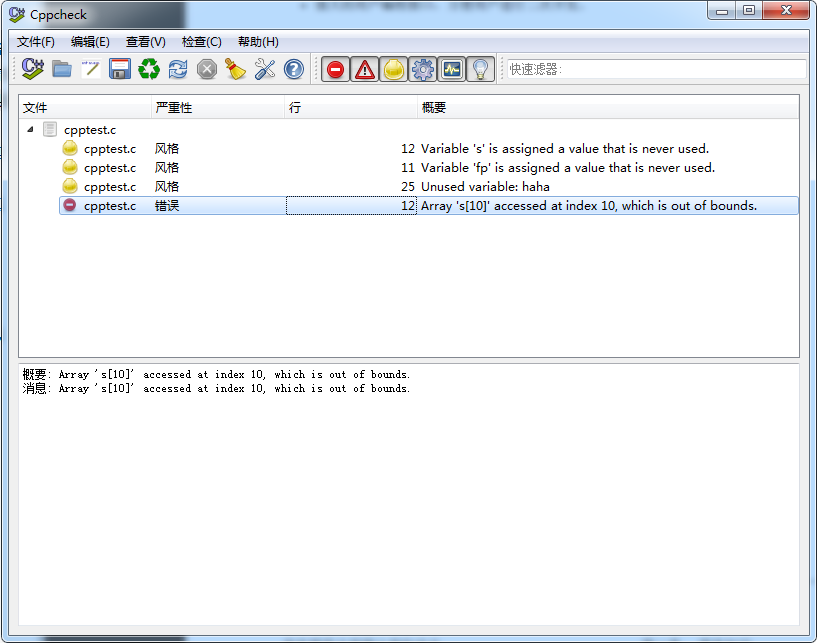 Cppcheck
文件(F) 编辑(E) 查看(V) 检查(C) 帮助(H)
快速滤器:
文件 严重性 行 概要
cpptest.c
cpptest.c 风格 12 Variable 's' is assigned a value that is never used.
cpptest.c 风格 11 Variable 'fp' is assigned a value that is never used.
cpptest.c 风格 25 Unused variable: haha
cpptest.c 错误 12 Array 's[10]' accessed at index 10, which is out of bounds.
概要: Array 's[10]' accessed at index 10, which is out of bounds.
消息: Array 's[10]' accessed at index 10, which is out of bounds.